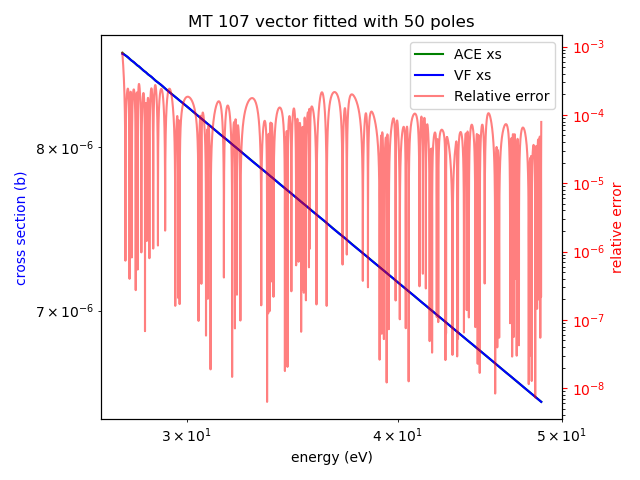 MT 107 vector fitted with 50 poles
ACE xs
VF xs
Relative error
cross section (b)
8 × 10⁻⁶
7 × 10⁻⁶
10⁻³
10⁻⁴
10⁻⁵
10⁻⁶
10⁻⁷
10⁻⁸
relative error
3 × 10¹
4 × 10¹
5 × 10¹
energy (eV)